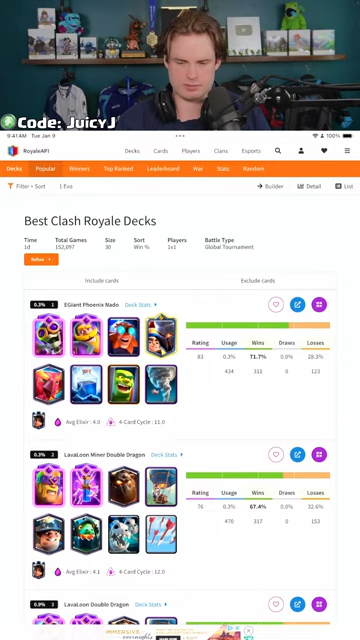 Code: JuicyJ
9:41 AM Tue Jan 9
100%
RoyaleAPI
Decks
Cards
Players
Clans
Esports
Decks
Popular
Winners
Top Ranked
Leaderboard
War
Stats
Random
Filter + Sort
1 Evo
Builder
Detail
List
Best Clash Royale Decks
Time
1d
Total Games
152,097
Size
30
Sort
Win %
Players
1v1
Battle Type
Global Tournament
Refine
Include cards
Exclude cards
0.3% 1
EGiant Phoenix Nado
Deck Stats
Rating Usage Wins Draws Losses
83 0.3% 71.7% 0.0% 28.3%
434 311 0 123
Avg Elixir : 4.0
4-Card Cycle : 11.0
0.3% 2
LavaLoon Miner Double Dragon
Deck Stats
Rating Usage Wins Draws Losses
76 0.3% 67.4% 0.0% 32.6%
470 317 0 153
Avg Elixir : 4.1
4-Card Cycle : 12.0
0.9% 3
LavaLoon Double Dragon
Deck Stats
IMMERSIVE